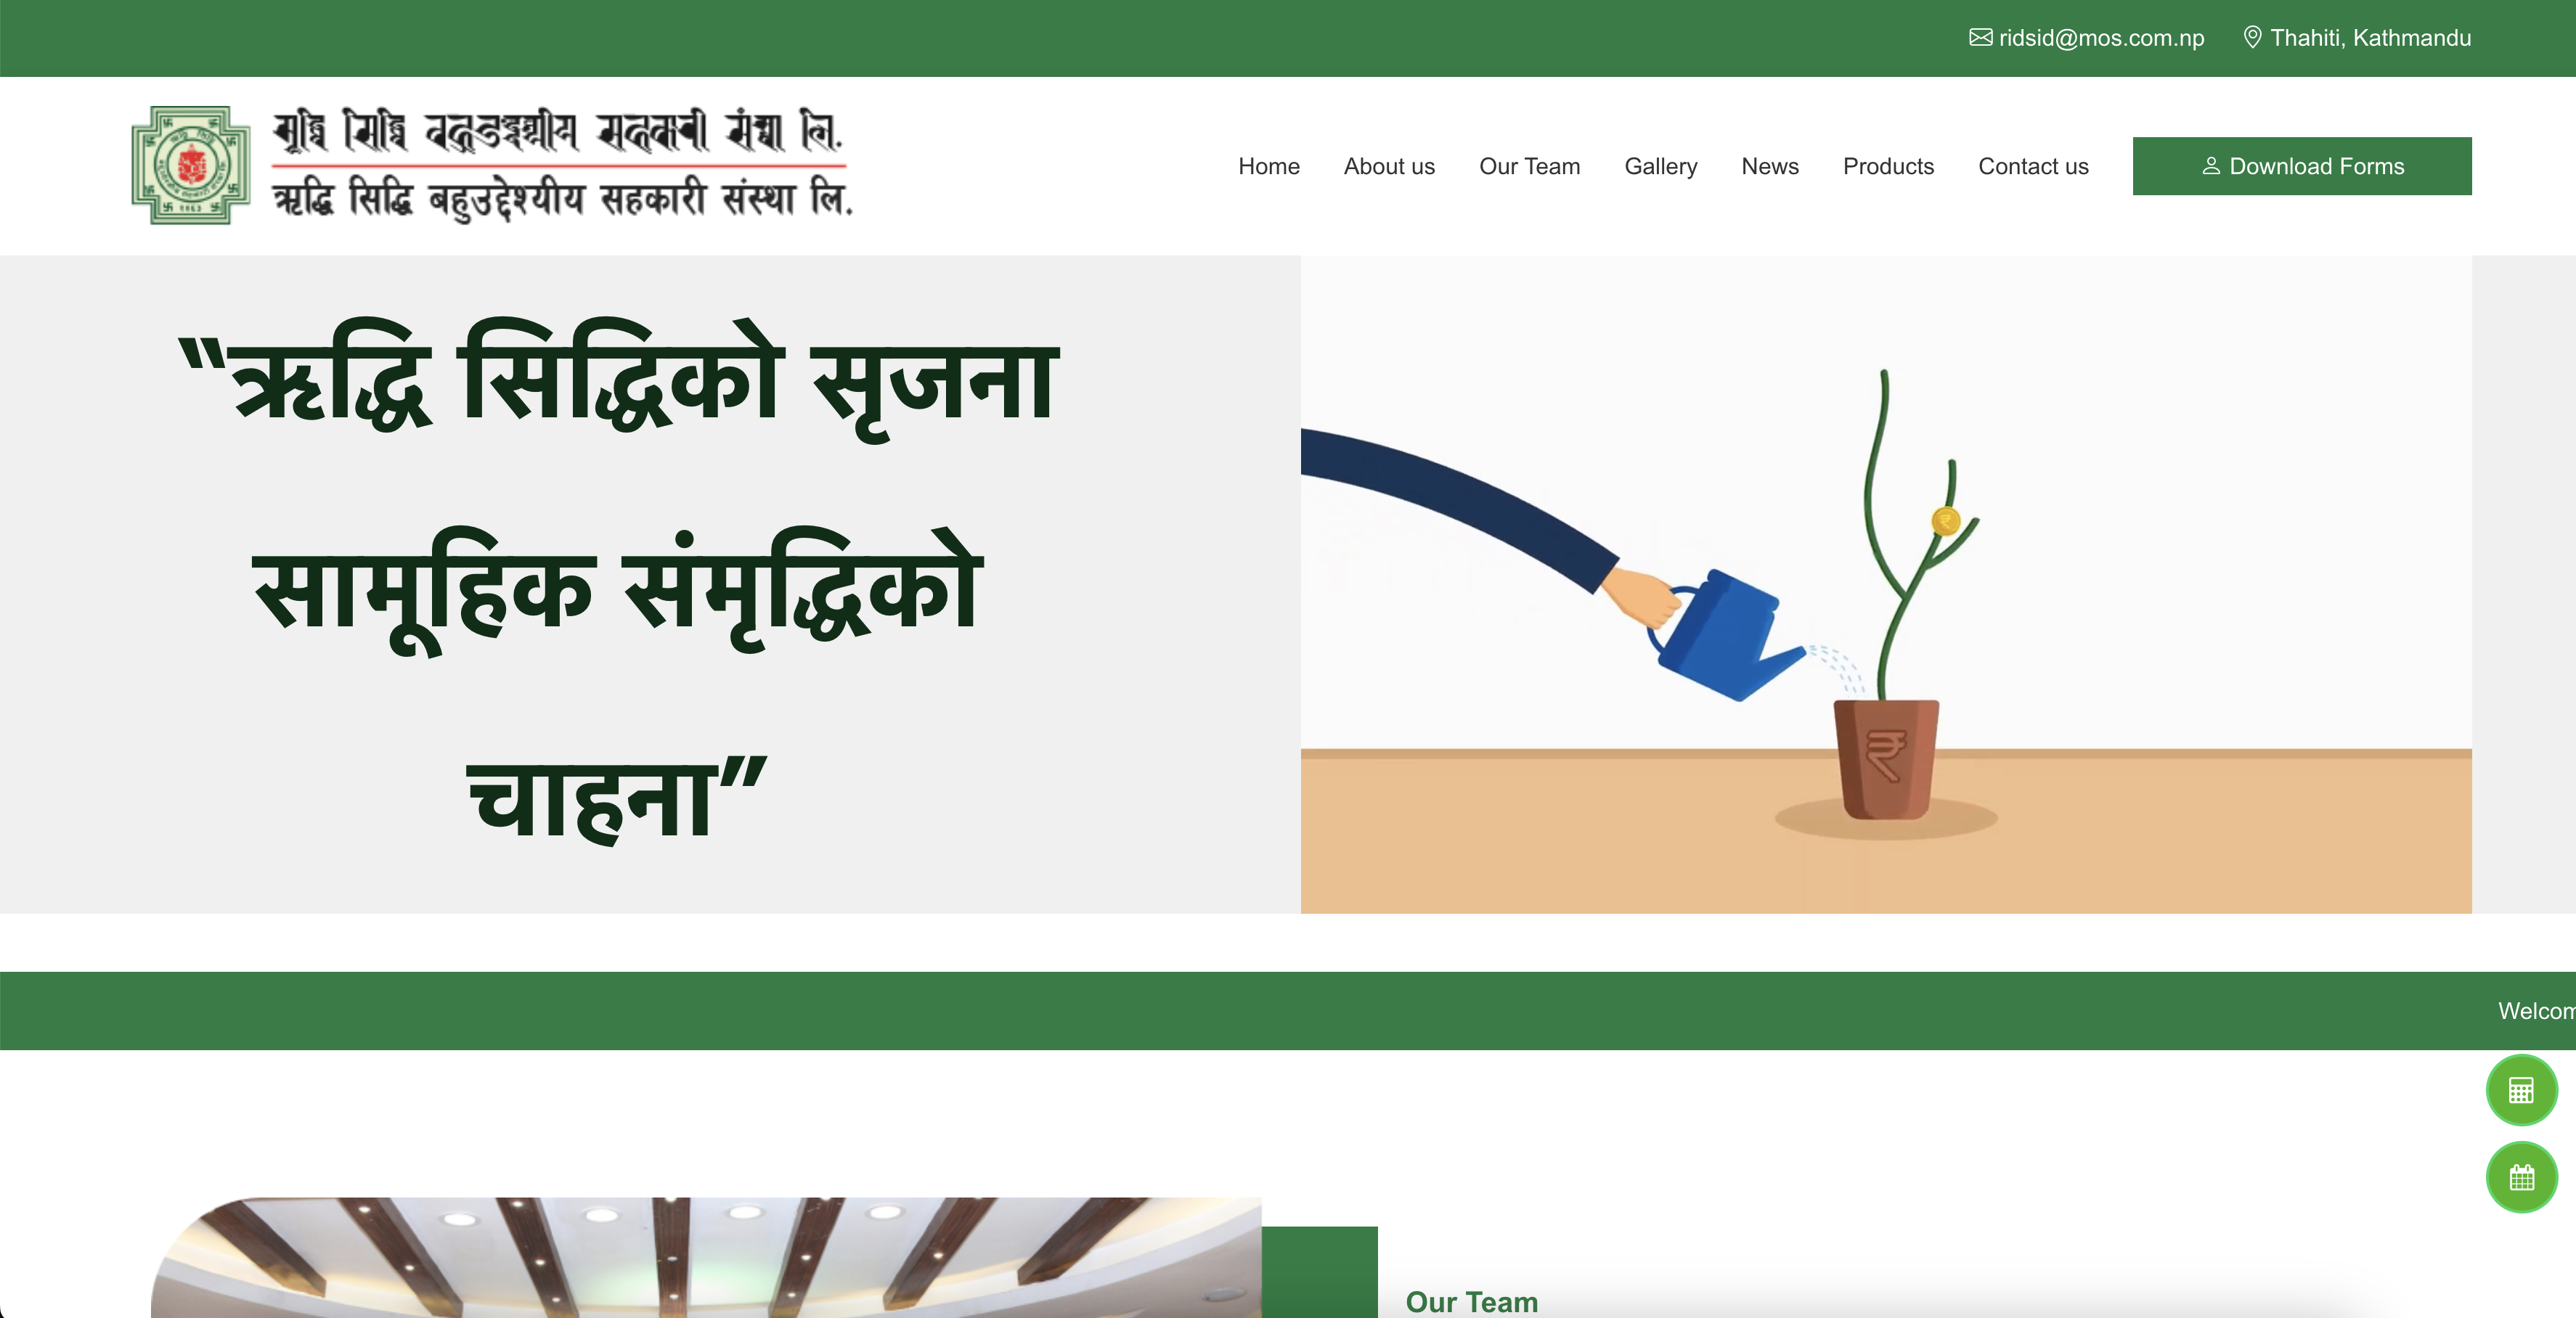 ridsid@mos.com.np Thahiti, Kathmandu
ऋद्धि सिद्धि बहुउद्देश्यीय सहकारी संस्था लि.
Home About us Our Team Gallery News Products Contact us Download Forms
“ऋद्धि सिद्धिको सृजना
सामूहिक संमृद्धिको
चाहना”
₹
₹
Welcom
Our Team